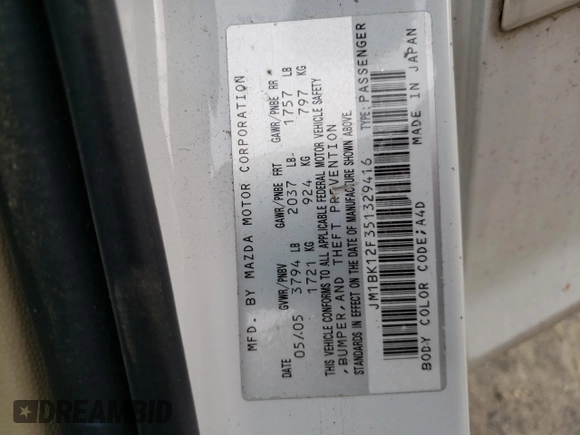 MFD. BY MAZDA MOTOR CORPORATION
DATE GVWR/PNBV GAWR/PNBE FRT GAWR/PNBE RR
05/05 3794 LB 2037 LB 1757 LB
1721 KG 924 KG 797 KG
THIS VEHICLE CONFORMS TO ALL APPLICABLE FEDERAL MOTOR VEHICLE SAFETY
,BUMPER,AND THEFT PREVENTION
STANDARDS IN EFFECT ON THE DATE OF MANUFACTURE SHOWN ABOVE.
JM1BK12F351329416 TYPE:PASSENGER
BODY COLOR CODE;A4D MADE IN JAPAN
DREAMBID